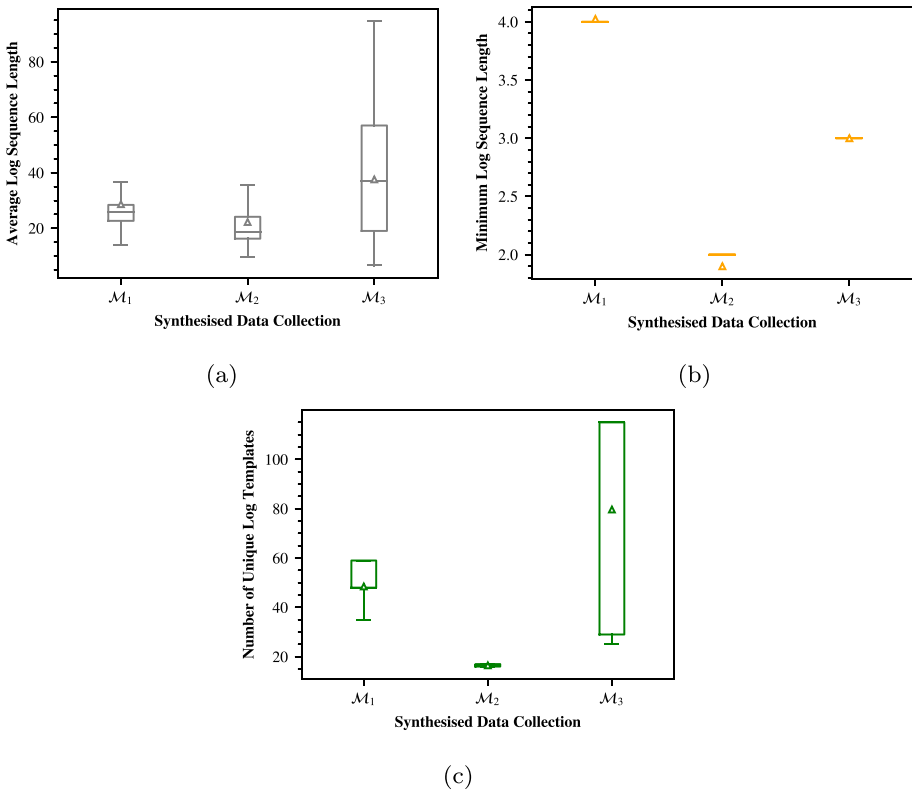 Average Log Sequence Length
80
60
40
20
ℳ₁ ℳ₂ ℳ₃
Synthesised Data Collection
(a)
Minimum Log Sequence Length
4.0
3.5
3.0
2.5
2.0
ℳ₁ ℳ₂ ℳ₃
Synthesised Data Collection
(b)
Number of Unique Log Templates
100
80
60
40
20
ℳ₁ ℳ₂ ℳ₃
Synthesised Data Collection
(c)